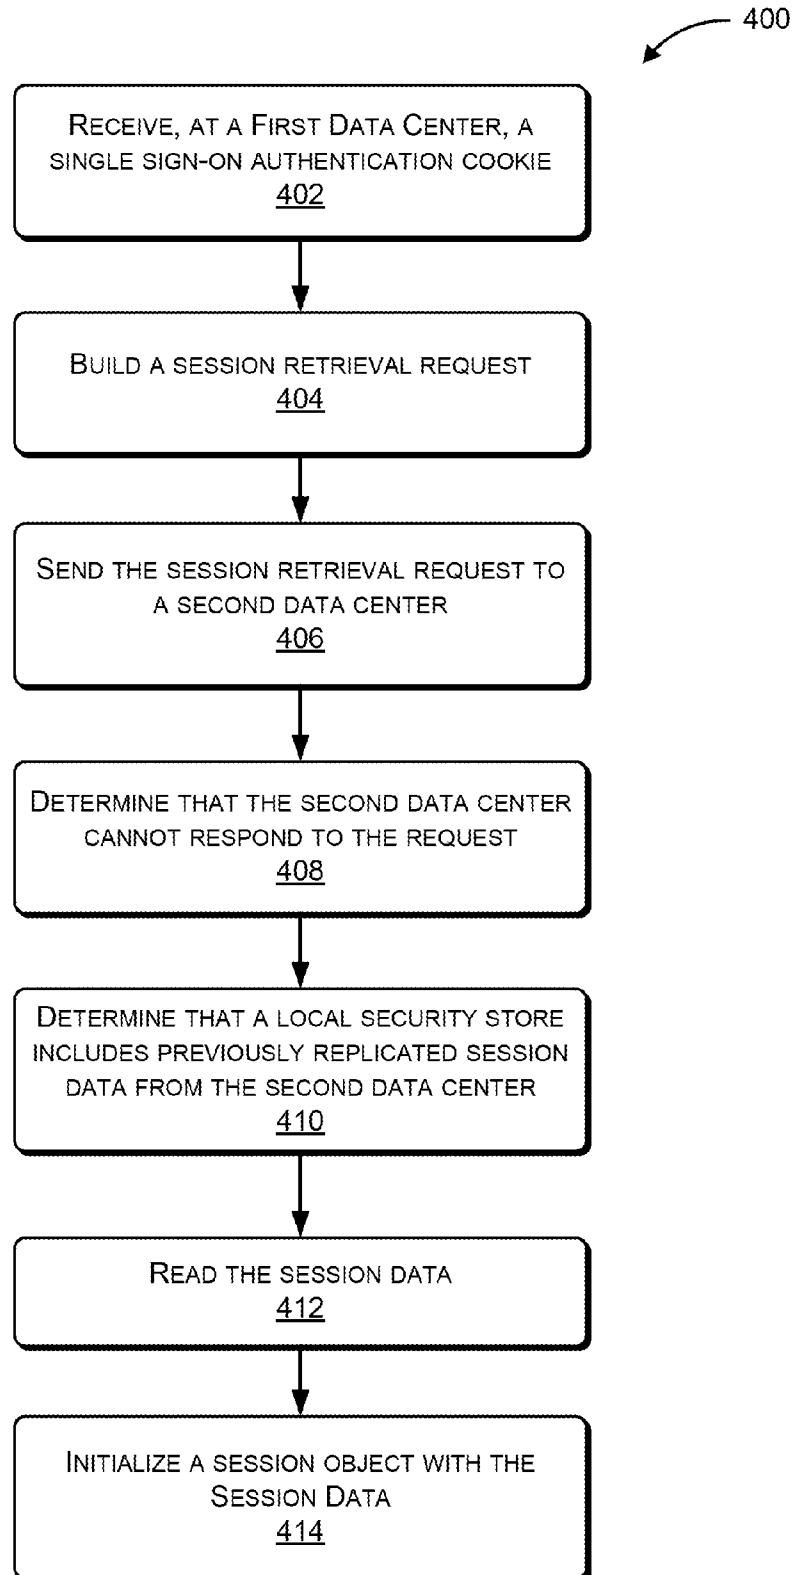 400
RECEIVE, AT A FIRST DATA CENTER, A
SINGLE SIGN-ON AUTHENTICATION COOKIE
402
BUILD A SESSION RETRIEVAL REQUEST
404
SEND THE SESSION RETRIEVAL REQUEST TO
A SECOND DATA CENTER
406
DETERMINE THAT THE SECOND DATA CENTER
CANNOT RESPOND TO THE REQUEST
408
DETERMINE THAT A LOCAL SECURITY STORE
INCLUDES PREVIOUSLY REPLICATED SESSION
DATA FROM THE SECOND DATA CENTER
410
READ THE SESSION DATA
412
INITIALIZE A SESSION OBJECT WITH THE
SESSION DATA
414